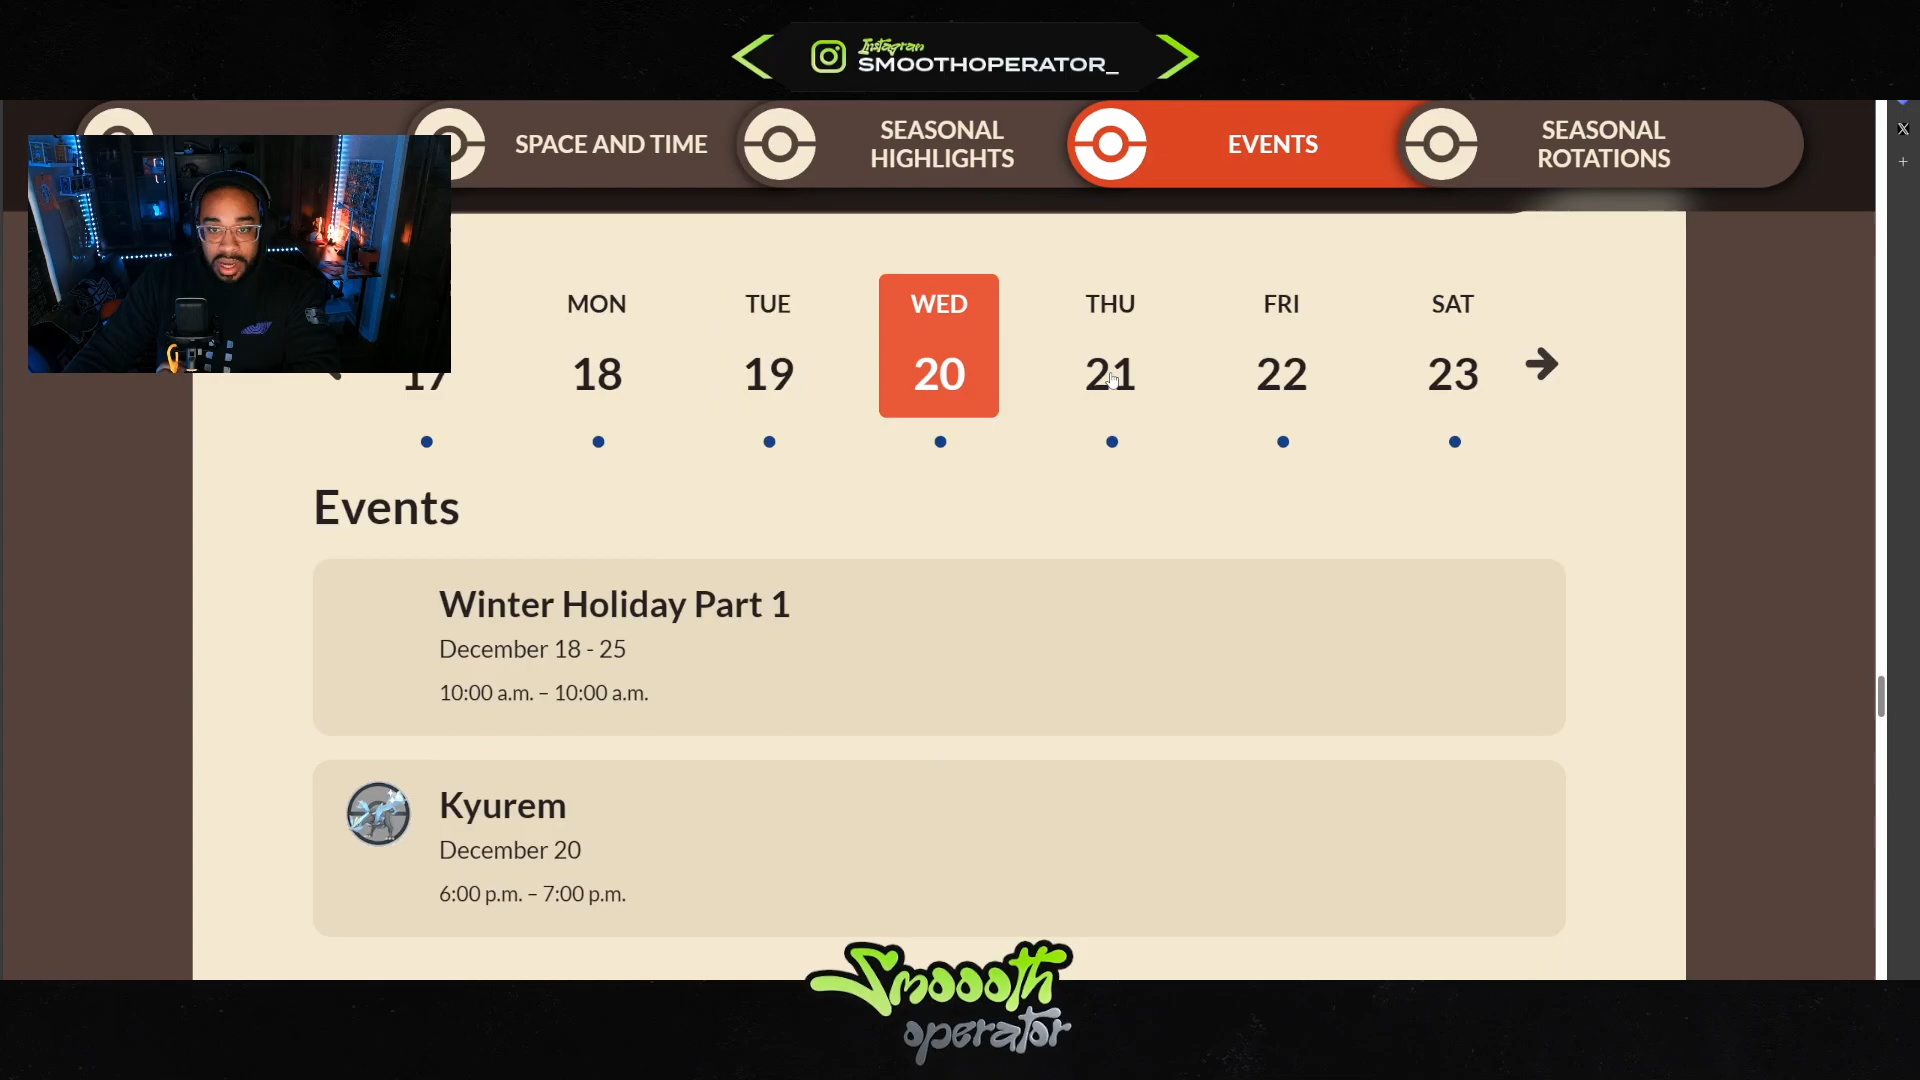 Instagram
SMOOTHOPERATOR_
SPACE AND TIME
SEASONAL
HIGHLIGHTS
EVENTS
SEASONAL
ROTATIONS
MON
TUE
WED
THU
FRI
SAT
17
18
19
20
21
22
23
Events
Winter Holiday Part 1
December 18 - 25
10:00 a.m. – 10:00 a.m.
Kyurem
December 20
6:00 p.m. – 7:00 p.m.
Smoooth
operator